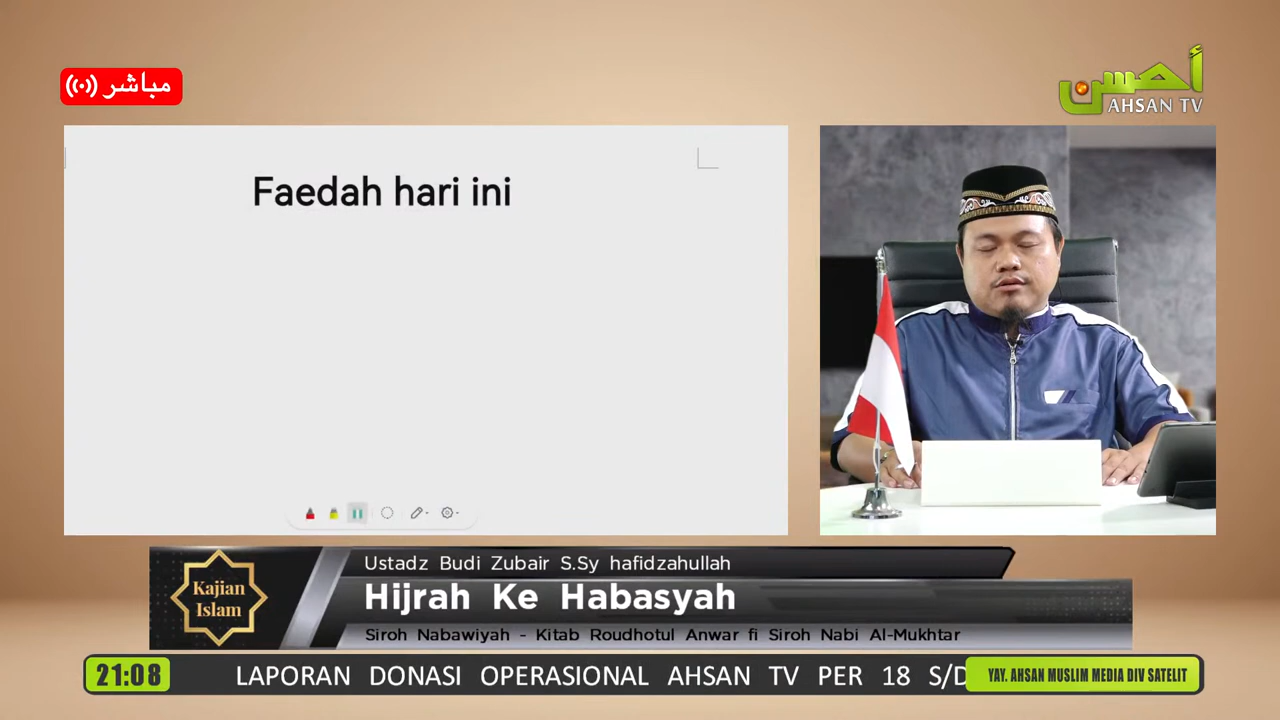 مباشر
أحسن
AHSAN TV
Faedah hari ini
Ustadz Budi Zubair S.Sy hafidzahullah
Kajian
Islam
Hijrah Ke Habasyah
Siroh Nabawiyah - Kitab Roudhotul Anwar fi Siroh Nabi Al-Mukhtar
21:08
LAPORAN DONASI OPERASIONAL AHSAN TV PER 18 S/D
YAY. AHSAN MUSLIM MEDIA DIV SATELIT